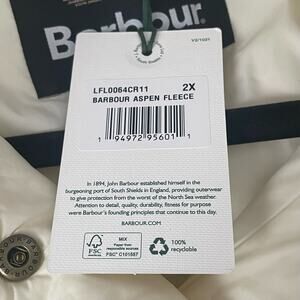 Barbour
V2/1021
LFL0064CR11 2X
BARBOUR ASPEN FLEECE
1 94972 95601 1
In 1894, John Barbour established himself in the
burgeoning port of South Shields in England, providing outerwear
to give protection from the worst of the North Sea weather.
Attention to detail, quality, durability, fitness for purpose
were Barbour's founding principles that continue to this day.
BARBOUR.COM
FSC
MIX
Paper from
responsible sources
FSC® C101537
100%
recyclable